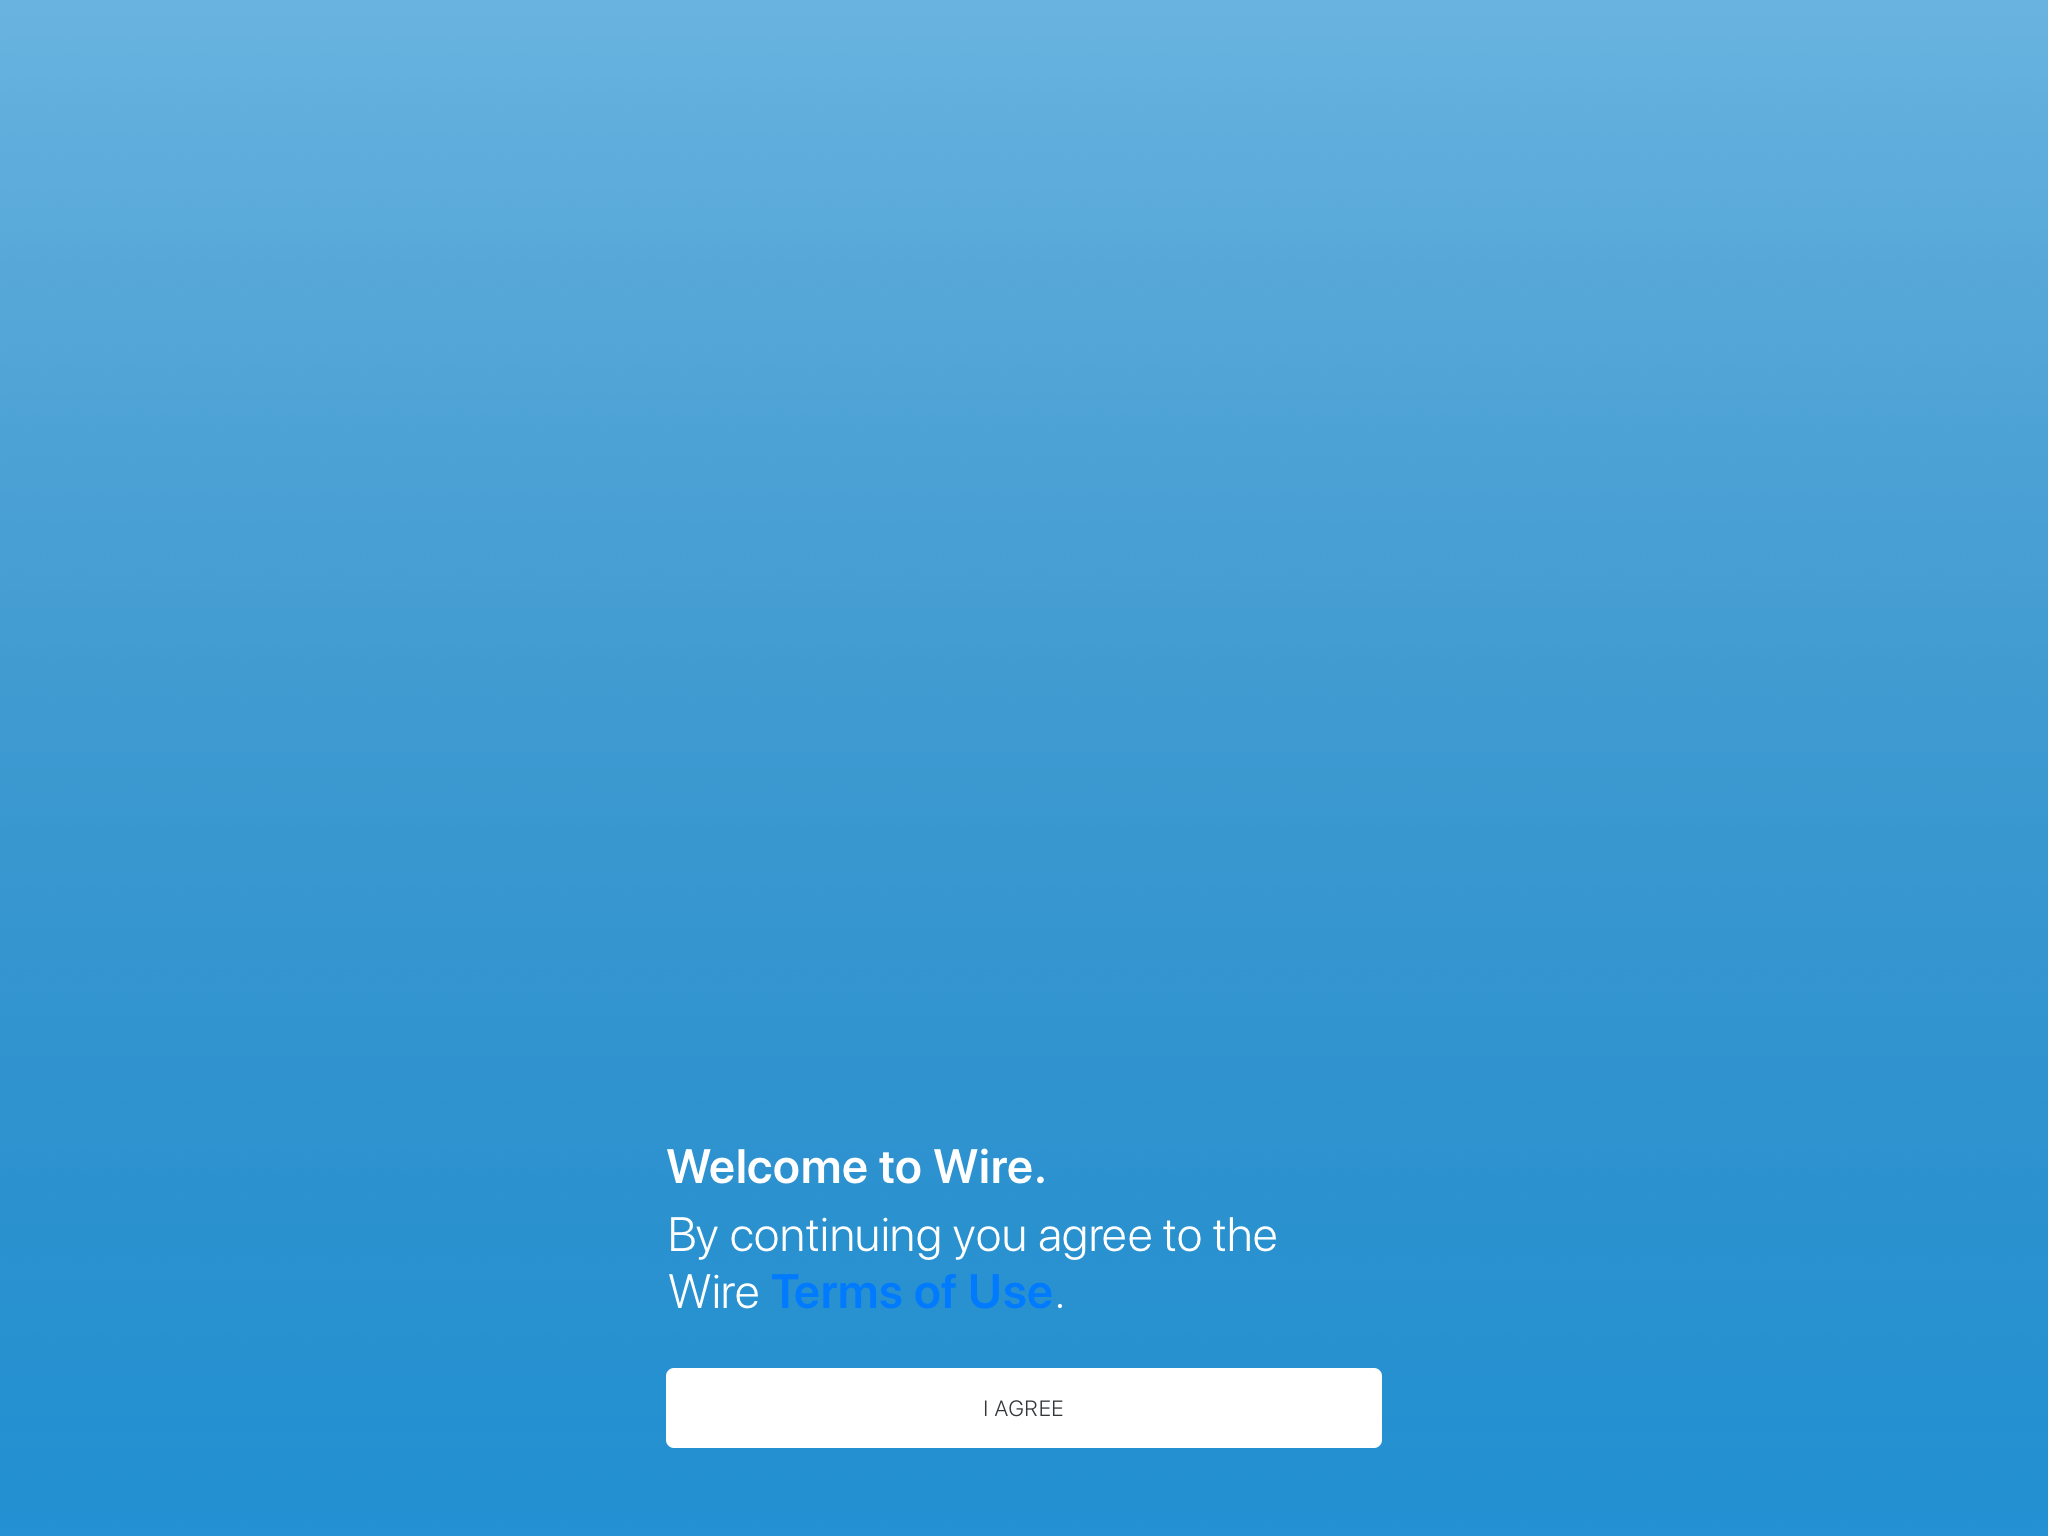 Welcome to Wire.
By continuing you agree to the
Wire Terms of Use.
I AGREE